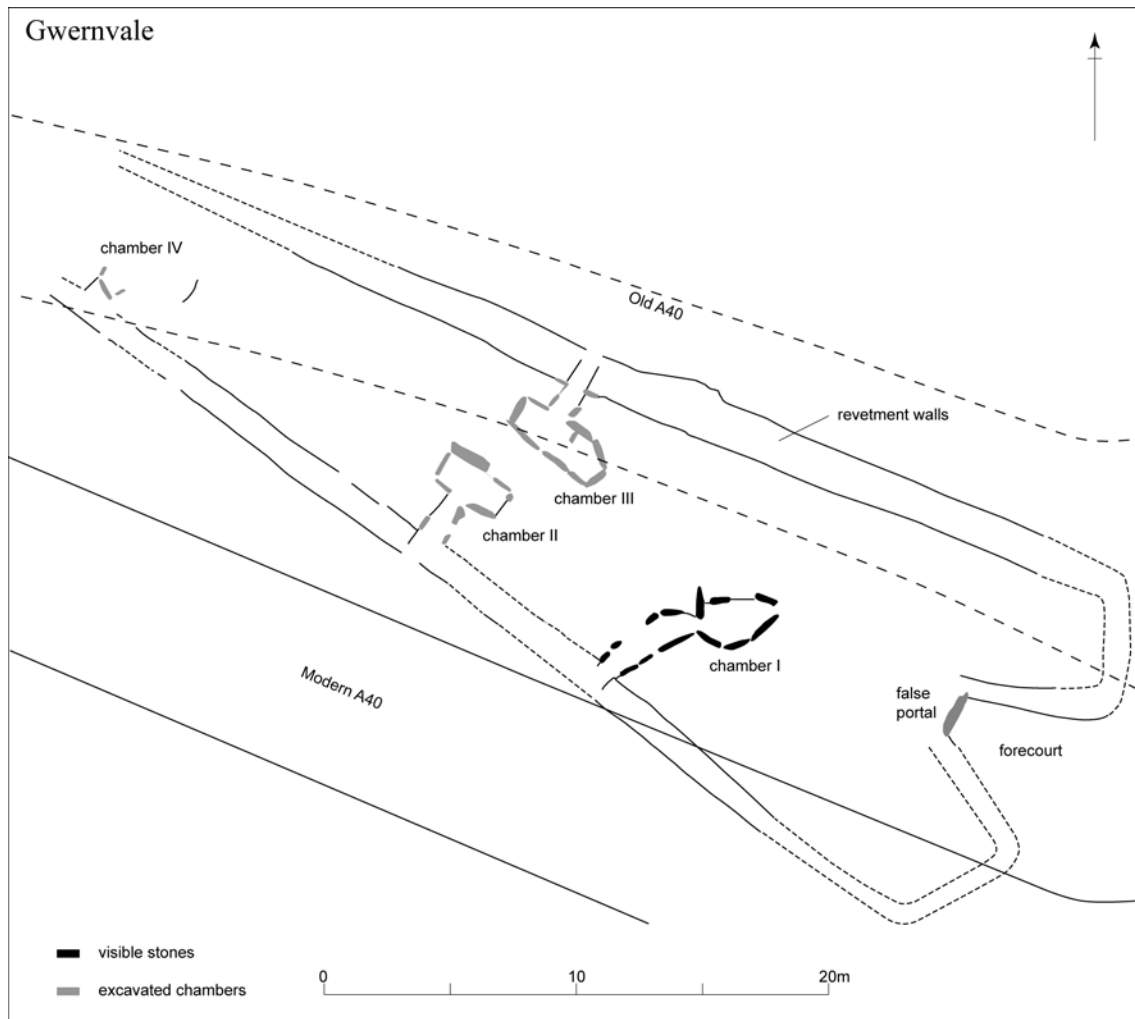 Gwernvale
chamber IV
Old A40
revetment walls
chamber III
chamber II
chamber I
Modern A40
false
portal
forecourt
visible stones
excavated chambers
0 10 20m